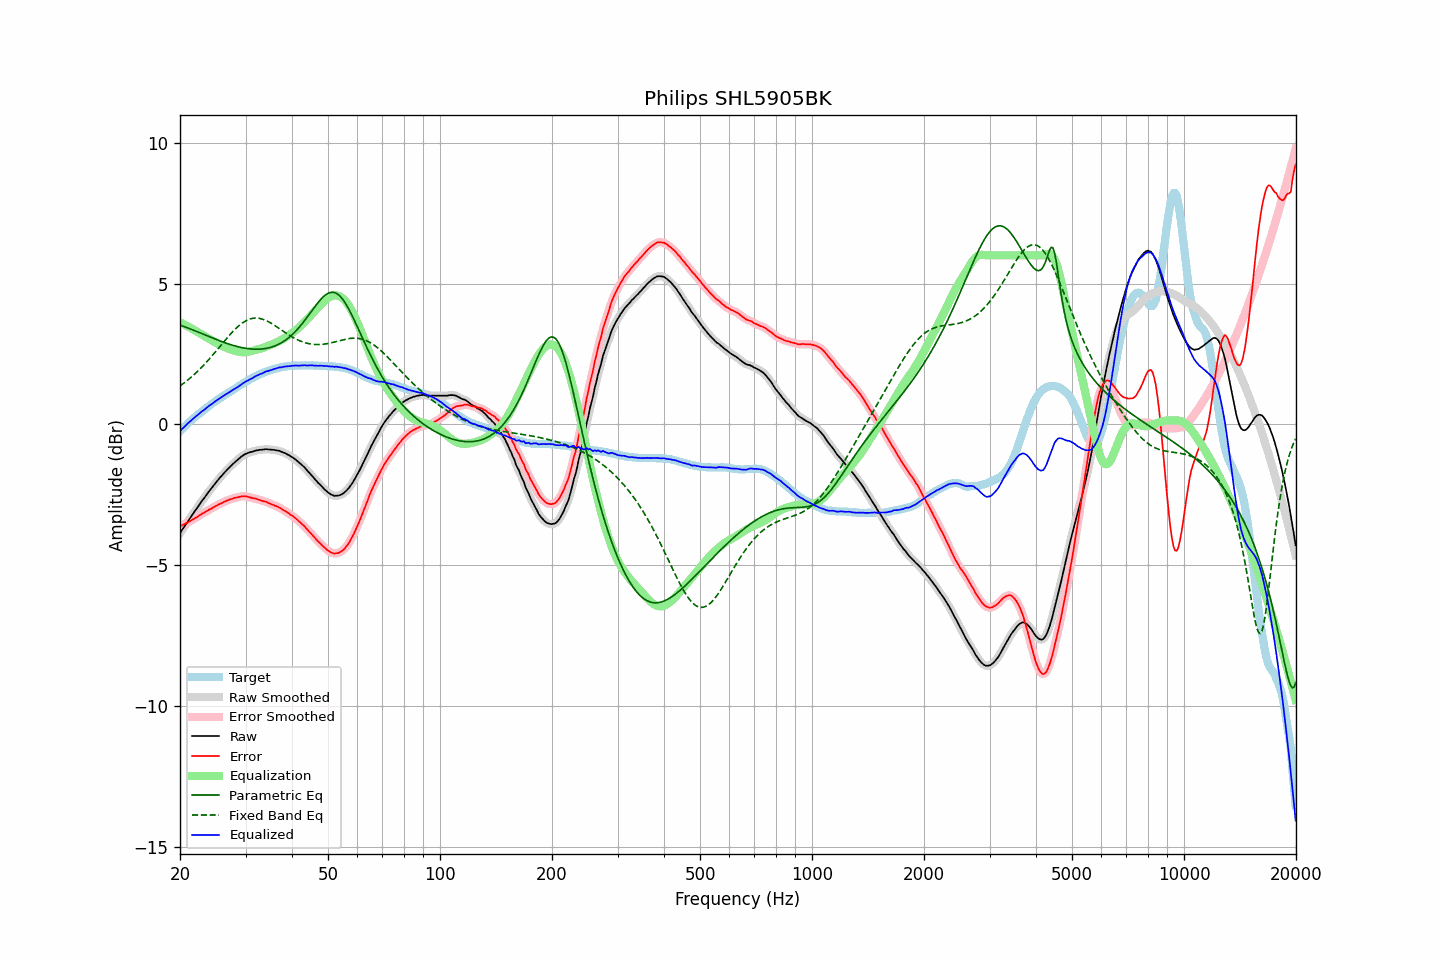 Philips SHL5905BK
Amplitude (dBr)
10
5
0
−5
−10
−15
Target
Raw Smoothed
Error Smoothed
Raw
Error
Equalization
Parametric Eq
Fixed Band Eq
Equalized
20 50 100 200 500 1000 2000 5000 10000 20000
Frequency (Hz)